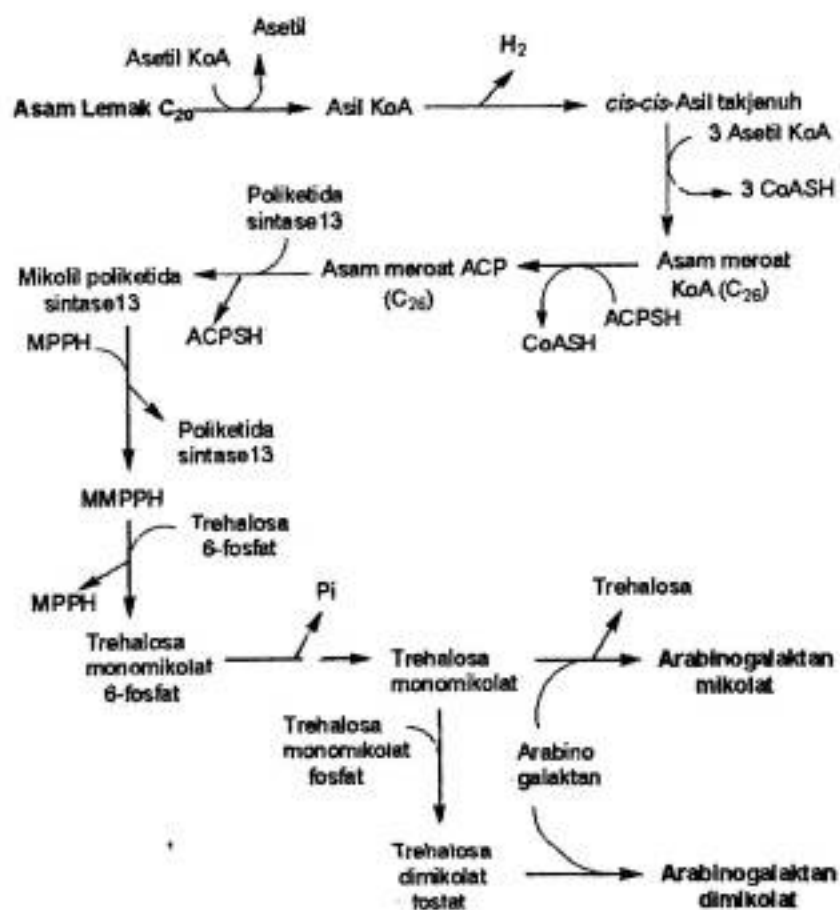 Asetil
Asetil KoA
H2
Asam Lemak C20
Asil KoA
cis-cis-Asil takjenuh
3 Asetil KoA
3 CoASH
Poliketida
sintase13
Mikolil poliketida
sintase13
Asam meroat ACP
(C26)
Asam meroat
KoA (C26)
ACPSH
CoASH
ACPSH
MPPH
Poliketida
sintase13
MMPPH
Trehalosa
6-fosfat
MPPH
Pi
Trehalosa
Trehalosa
monomikolat
6-fosfat
Trehalosa
monomikolat
Arabinogalaktan
mikolat
Trehalosa
monomikolat
fosfat
Arabino
galaktan
Trehalosa
dimikolat
fosfat
Arabinogalaktan
dimikolat